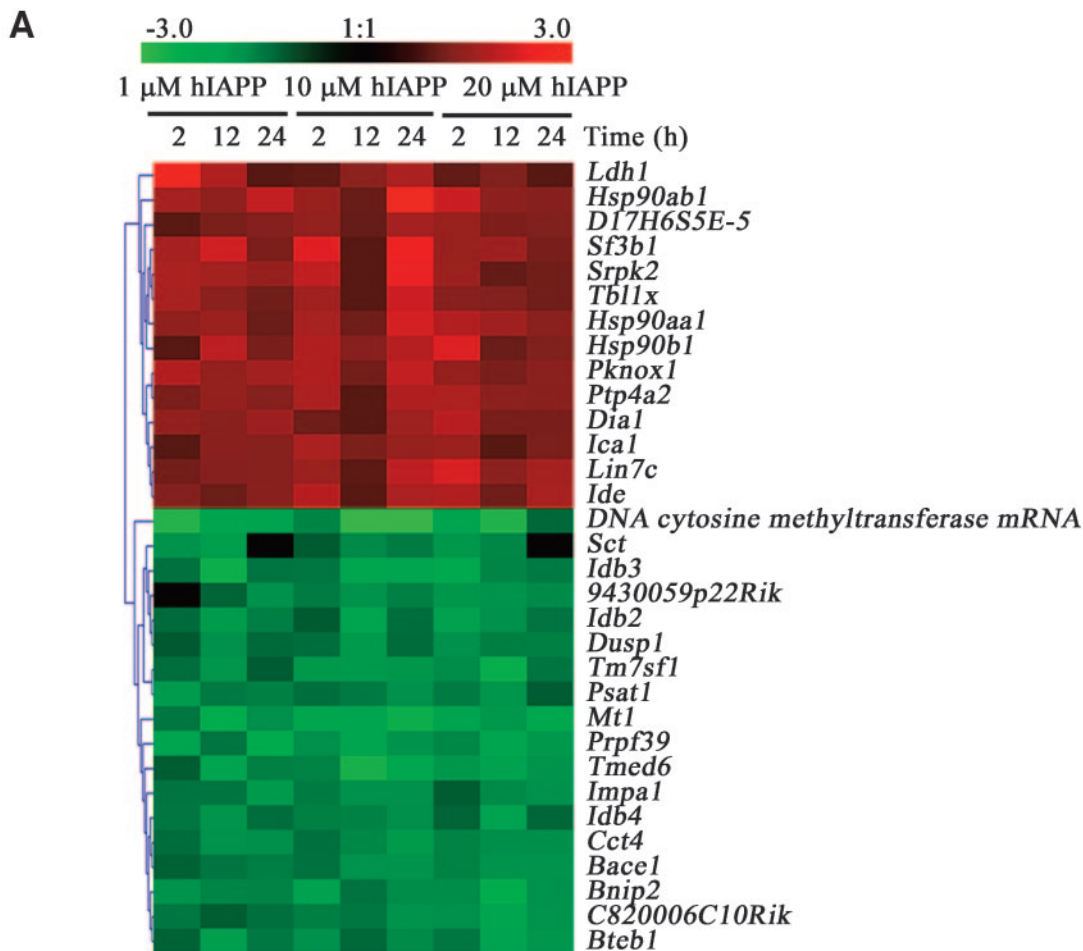 A
-3.0 1:1 3.0
1 μM hIAPP 10 μM hIAPP 20 μM hIAPP
2 12 24 2 12 24 2 12 24 Time (h)
Ldh1
Hsp90ab1
D17H6S5E-5
Sf3b1
Srpk2
Tbl1x
Hsp90aa1
Hsp90b1
Pknox1
Ptp4a2
Dia1
Ica1
Lin7c
Ide
DNA cytosine methyltransferase mRNA
Sct
Idb3
9430059p22Rik
Idb2
Dusp1
Tm7sf1
Psat1
Mt1
Prpf39
Tmed6
Impa1
Idb4
Cct4
Bace1
Bnip2
C820006C10Rik
Bteb1